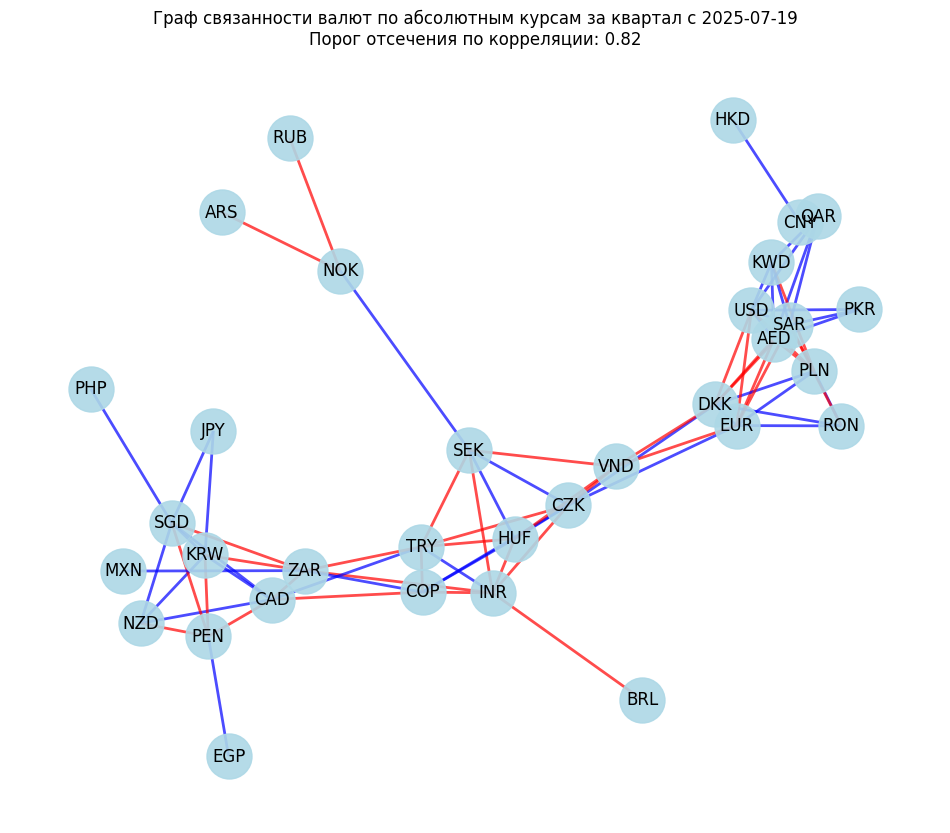 Граф связанности валют по абсолютным курсам за квартал с 2025-07-19
Порог отсечения по корреляции: 0.82
HKD
RUB
ARS
QAR
CNY
KWD
NOK
USD
PKR
SAR
AED
PLN
PHP
DKK
EUR
RON
JPY
SEK
VND
CZK
SGD
HUF
TRY
KRW
MXN
ZAR
COP
INR
CAD
NZD
PEN
BRL
EGP